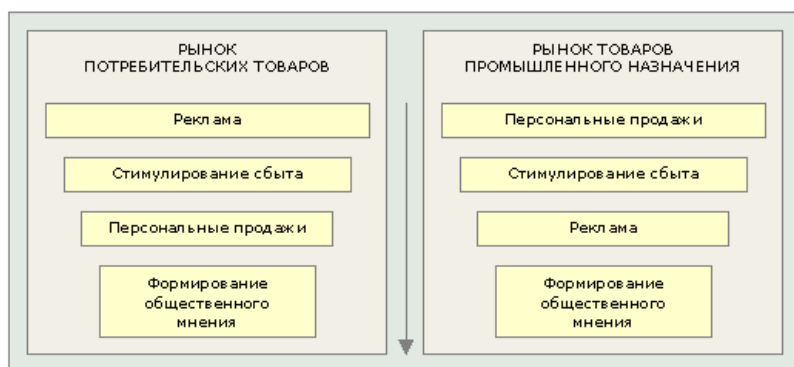 РЫНОК
ПОТРЕБИТЕЛЬСКИХ ТОВАРОВ
Реклама
Стимулирование сбыта
Персональные продажи
Формирование
общественного
мнения
РЫНОК ТОВАРОВ
ПРОМЫШЛЕННОГО НАЗНАЧЕНИЯ
Персональные продажи
Стимулирование сбыта
Реклама
Формирование
общественного
мнения